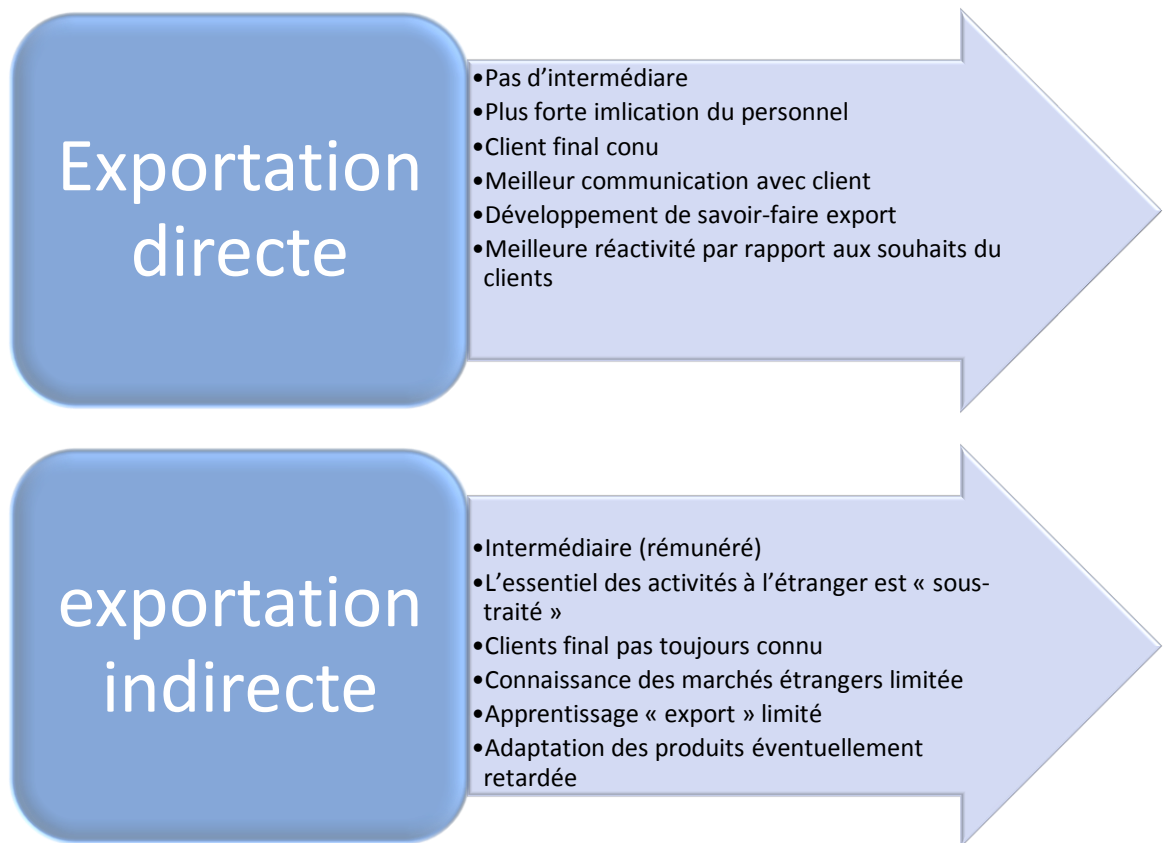 Exportation
directe
•Pas d’intermédiare
•Plus forte imlication du personnel
•Client final conu
•Meilleur communication avec client
•Développement de savoir-faire export
•Meilleure réactivité par rapport aux souhaits du
clients
exportation
indirecte
•Intermédiaire (rémunéré)
•L’essentiel des activités à l’étranger est « sous-
traité »
•Clients final pas toujours connu
•Connaissance des marchés étrangers limitée
•Apprentissage « export » limité
•Adaptation des produits éventuellement
retardée